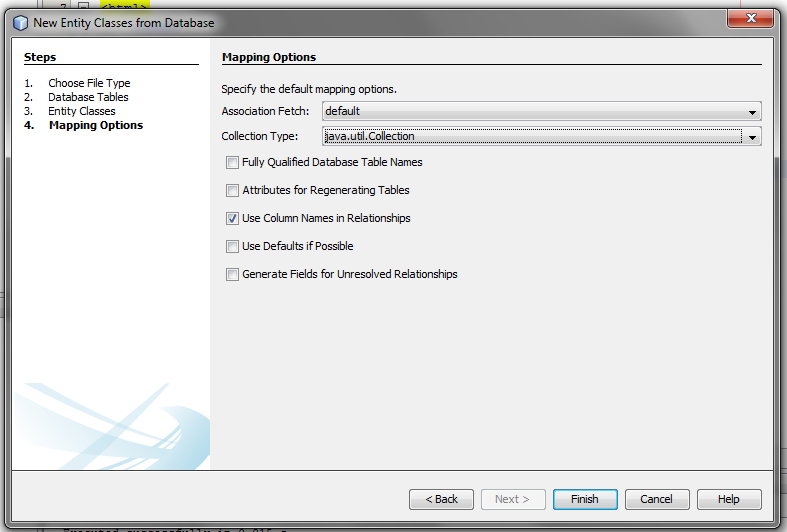 7 <html>
New Entity Classes from Database
Steps
1. Choose File Type
2. Database Tables
3. Entity Classes
4. Mapping Options
Mapping Options
Specify the default mapping options.
Association Fetch: default
Collection Type: java.util.Collection
Fully Qualified Database Table Names
Attributes for Regenerating Tables
Use Column Names in Relationships
Use Defaults if Possible
Generate Fields for Unresolved Relationships
< Back Next > Finish Cancel Help